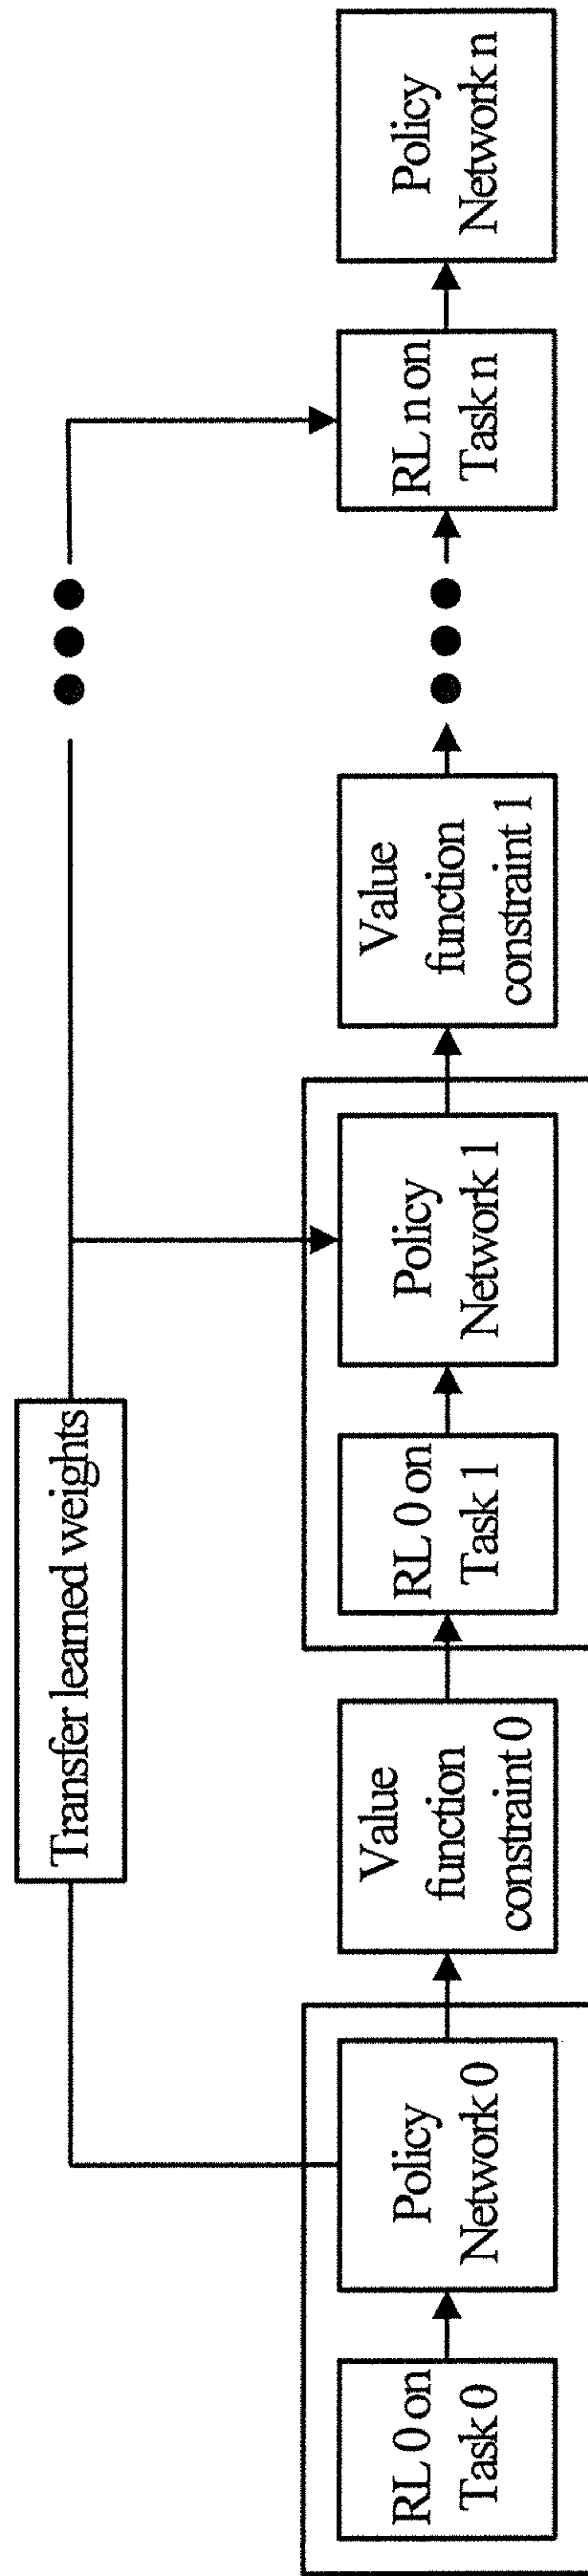 Transfer learned weights
RL 0 on
Task 0
Policy
Network 0
Value
function
constraint 0
RL 0 on
Task 1
Policy
Network 1
Value
function
constraint 1
RL n on
Task n
Policy
Network n